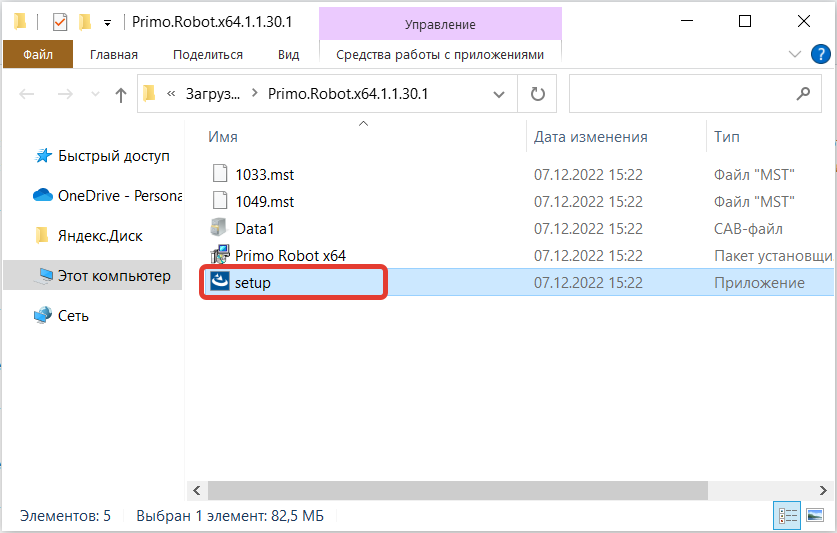 Primo.Robot.x64.1.1.30.1
Управление
Файл Главная Поделиться Вид Средства работы с приложениями ?
« Загруз... Primo.Robot.x64.1.1.30.1
Имя Дата изменения Тип
Быстрый доступ
OneDrive - Persona
Яндекс.Диск
Этот компьютер
Сеть
1033.mst 07.12.2022 15:22 Файл "MST"
1049.mst 07.12.2022 15:22 Файл "MST"
Data1 07.12.2022 15:22 CAB-файл
Primo Robot x64 07.12.2022 15:22 Пакет установщи
setup 07.12.2022 15:22 Приложение
Элементов: 5 Выбран 1 элемент: 82,5 МБ